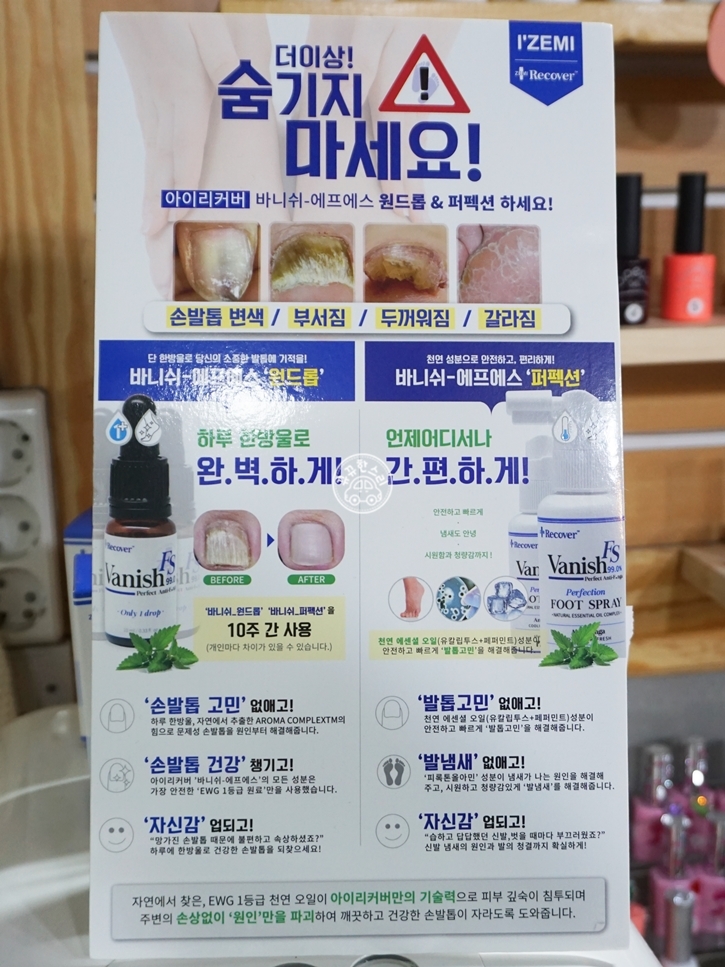 더이상!
숨기지
마세요!
I'ZEMI
Recover™
아이리커버 바니쉬-에프에스 원드롭 & 퍼펙션 하세요!
손발톱 변색 / 부서짐 / 두꺼워짐 / 갈라짐
단 한방울로 당신의 소중한 발톱에 기적을!
바니쉬-에프에스 '원드롭'
하루 한방울로
완.벽.하.게!
Recover™
Vanish FS
99.0%
Only 1 drop
BEFORE
AFTER
'바니쉬_원드롭' '바니쉬_퍼펙션' 을
10주 간 사용
(개인마다 차이가 있을 수 있습니다.)
'손발톱 고민' 없애고!
하루 한방울, 자연에서 추출한 AROMA COMPLEXTM의
힘으로 문제성 손발톱을 원인부터 해결해줍니다.
'손발톱 건강' 챙기고!
아이리커버 '바니쉬-에프에스'의 모든 성분은
가장 안전한 'EWG 1등급 원료'만을 사용했습니다.
'자신감' 업되고!
"망가진 손발톱 때문에 불편하고 속상하셨죠?"
하루에 한방울로 건강한 손발톱을 되찾으세요!
천연 성분으로 안전하고, 편리하게!
바니쉬-에프에스 '퍼펙션'
언제어디서나
간.편.하.게!
안전하고 빠르게
냄새도 안녕
시원함과 청량감까지 !
Recover™
Vanish FS
99.0%
Perfection
FOOT SPRAY
천연 에센셜 오일(유칼립투스+페퍼민트)성분이
안전하고 빠르게 '발톱고민'을 해결해줍니다.
'발톱고민' 없애고!
천연 에센셜 오일(유칼립투스+페퍼민트)성분이
안전하고 빠르게 '발톱고민'을 해결해줍니다.
'발냄새' 없애고!
'피록톤올아민' 성분이 냄새가 나는 원인을 해결해
주고, 시원하고 청량감있게 '발냄새'를 해결해줍니다.
'자신감' 업되고!
"습하고 답답했던 신발,벗을 때마다 부끄러웠죠?"
신발 냄새의 원인과 발의 청결까지 확실하게!
자연에서 찾은, EWG 1등급 천연 오일이 아이리커버만의 기술력으로 피부 깊숙이 침투되며
주변의 손상없이 '원인'만을 파괴하여 깨끗하고 건강한 손발톱이 자라도록 도와줍니다.